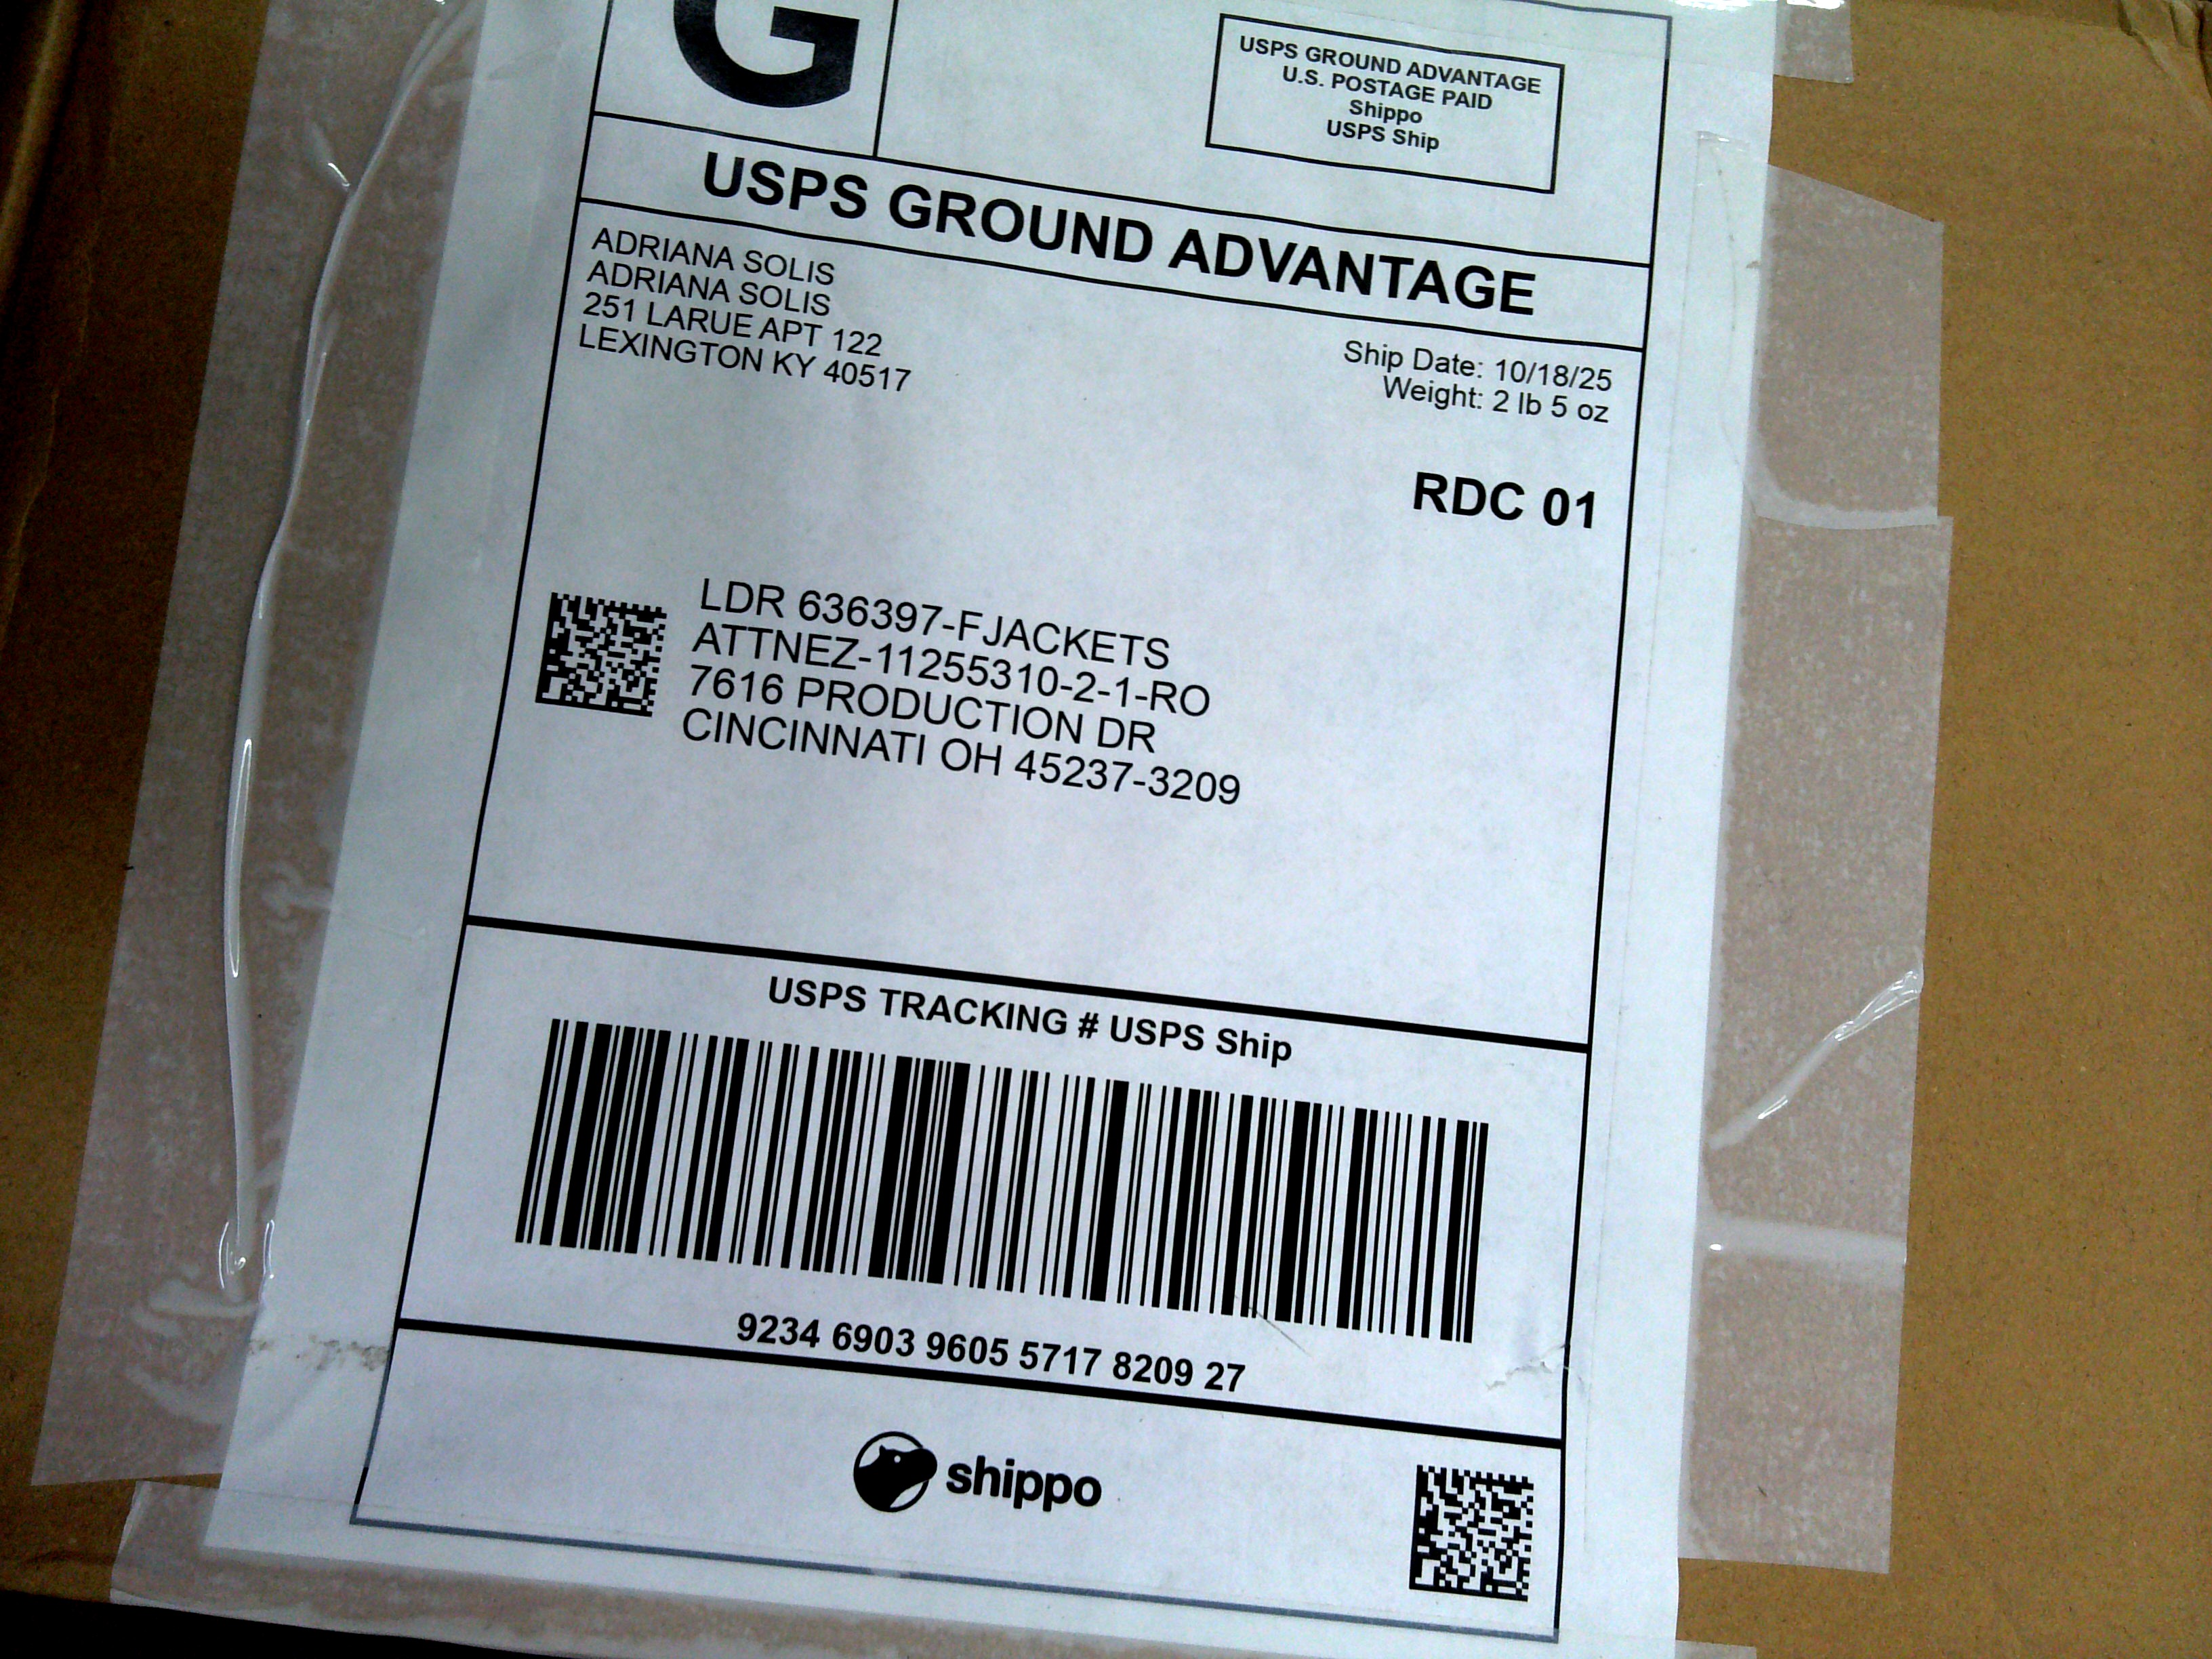 G
USPS GROUND ADVANTAGE
U.S. POSTAGE PAID
Shippo
USPS Ship
USPS GROUND ADVANTAGE
ADRIANA SOLIS
ADRIANA SOLIS
251 LARUE APT 122
LEXINGTON KY 40517
Ship Date: 10/18/25
Weight: 2 lb 5 oz
RDC 01
LDR 636397-FJACKETS
ATTNEZ-11255310-2-1-RO
7616 PRODUCTION DR
CINCINNATI OH 45237-3209
USPS TRACKING # USPS Ship
9234 6903 9605 5717 8209 27
shippo